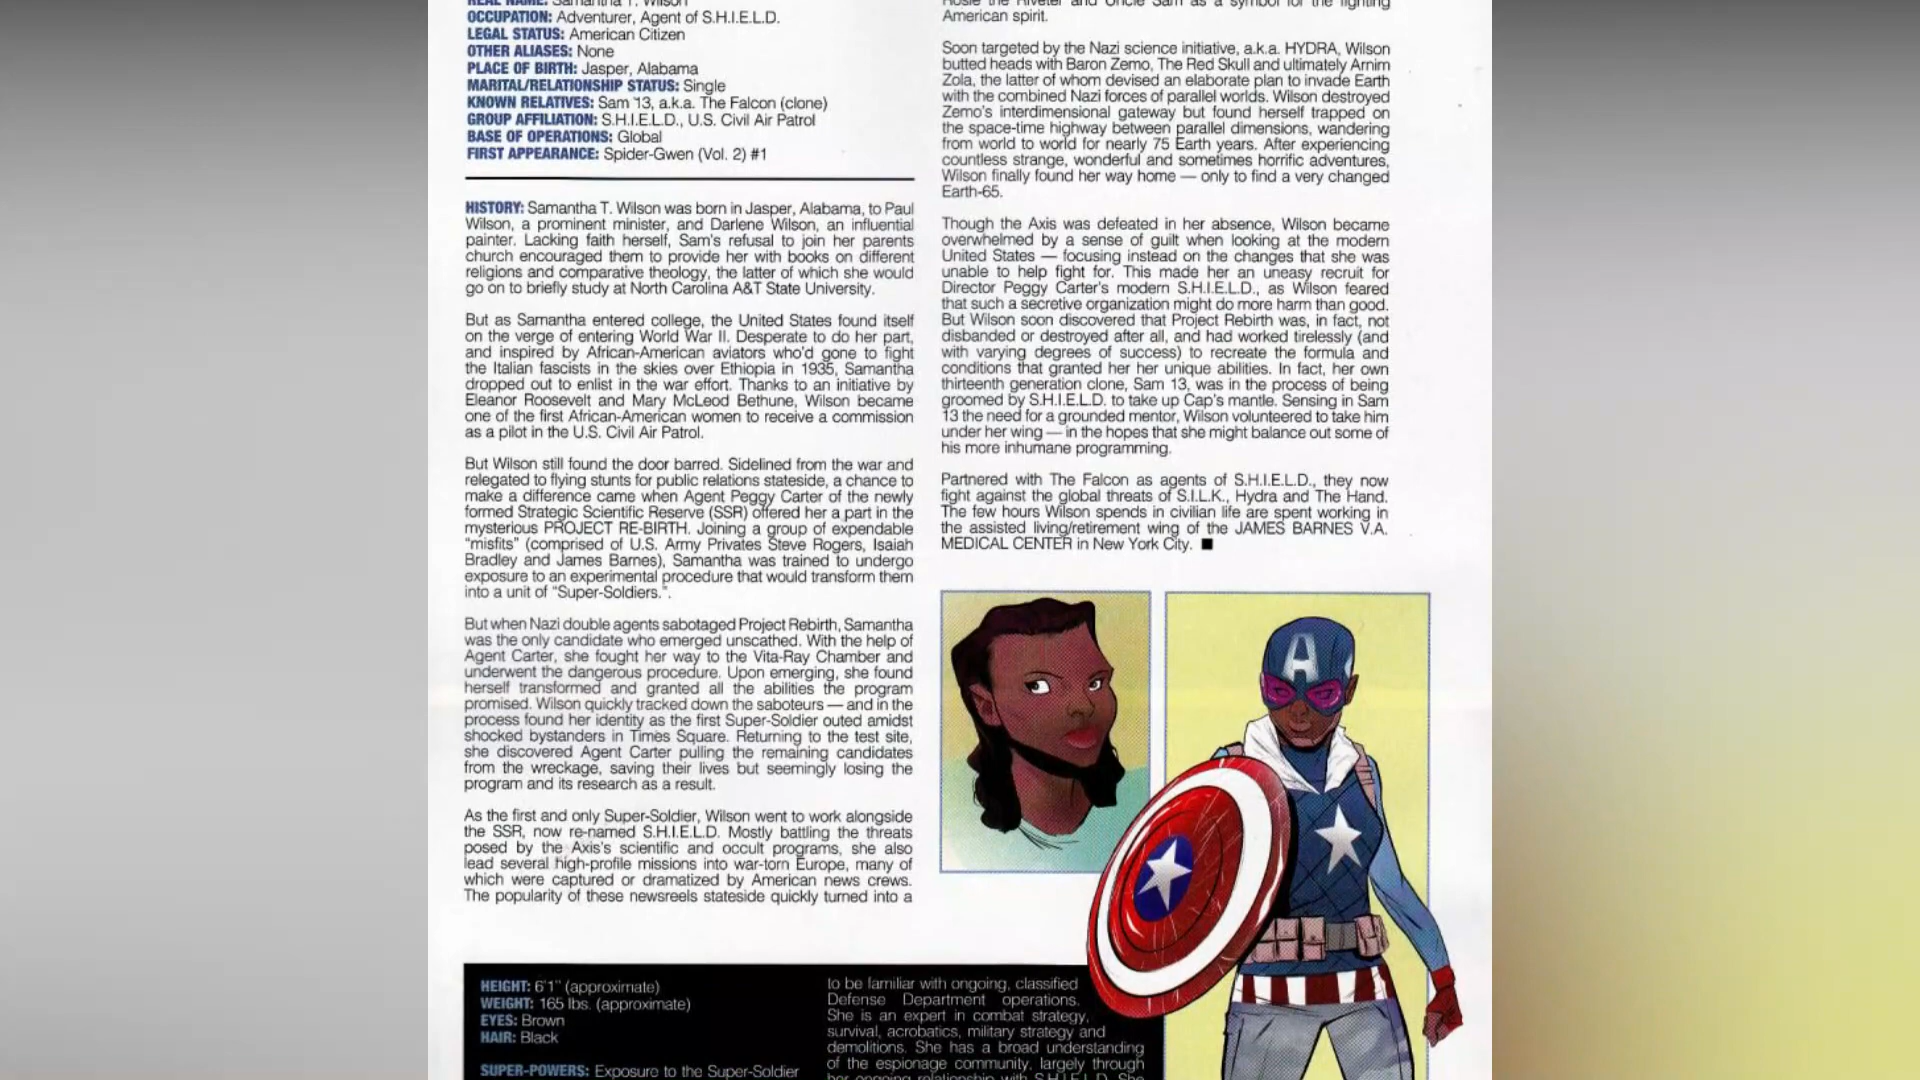 REAL NAME: Samantha T. Wilson
OCCUPATION: Adventurer, Agent of S.H.I.E.L.D.
LEGAL STATUS: American Citizen
OTHER ALIASES: None
PLACE OF BIRTH: Jasper, Alabama
MARITAL/RELATIONSHIP STATUS: Single
KNOWN RELATIVES: Sam '13, a.k.a. The Falcon (clone)
GROUP AFFILIATION: S.H.I.E.L.D., U.S. Civil Air Patrol
BASE OF OPERATIONS: Global
FIRST APPEARANCE: Spider-Gwen (Vol. 2) #1
HISTORY: Samantha T. Wilson was born in Jasper, Alabama, to Paul
Wilson, a prominent minister, and Darlene Wilson, an influential
painter. Lacking faith herself, Sam's refusal to join her parents
church encouraged them to provide her with books on different
religions and comparative theology, the latter of which she would
go on to briefly study at North Carolina A&T State University.
But as Samantha entered college, the United States found itself
on the verge of entering World War II. Desperate to do her part,
and inspired by African-American aviators who'd gone to fight
the Italian fascists in the skies over Ethiopia in 1935, Samantha
dropped out to enlist in the war effort. Thanks to an initiative by
Eleanor Roosevelt and Mary McLeod Bethune, Wilson became
one of the first African-American women to receive a commission
as a pilot in the U.S. Civil Air Patrol.
But Wilson still found the door barred. Sidelined from the war and
relegated to flying stunts for public relations stateside, a chance to
make a difference came when Agent Peggy Carter of the newly
formed Strategic Scientific Reserve (SSR) offered her a part in the
mysterious PROJECT RE-BIRTH. Joining a group of expendable
"misfits" (comprised of U.S. Army Privates Steve Rogers, Isaiah
Bradley and James Barnes), Samantha was trained to undergo
exposure to an experimental procedure that would transform them
into a unit of "Super-Soldiers.".
But when Nazi double agents sabotaged Project Rebirth, Samantha
was the only candidate who emerged unscathed. With the help of
Agent Carter, she fought her way to the Vita-Ray Chamber and
underwent the dangerous procedure. Upon emerging, she found
herself transformed and granted all the abilities the program
promised. Wilson quickly tracked down the saboteurs — and in the
process found her identity as the first Super-Soldier outed amidst
shocked bystanders in Times Square. Returning to the test site,
she discovered Agent Carter pulling the remaining candidates
from the wreckage, saving their lives but seemingly losing the
program and its research as a result.
As the first and only Super-Soldier, Wilson went to work alongside
the SSR, now re-named S.H.I.E.L.D. Mostly battling the threats
posed by the Axis's scientific and occult programs, she also
lead several high-profile missions into war-torn Europe, many of
which were captured or dramatized by American news crews.
The popularity of these newsreels stateside quickly turned into a
Rosie the Riveter and Uncle Sam as a symbol for the fighting
American spirit.
Soon targeted by the Nazi science initiative, a.k.a. HYDRA, Wilson
butted heads with Baron Zemo, The Red Skull and ultimately Arnim
Zola, the latter of whom devised an elaborate plan to invade Earth
with the combined Nazi forces of parallel worlds. Wilson destroyed
Zemo's interdimensional gateway but found herself trapped on
the space-time highway between parallel dimensions, wandering
from world to world for nearly 75 Earth years. After experiencing
countless strange, wonderful and sometimes horrific adventures,
Wilson finally found her way home — only to find a very changed
Earth-65.
Though the Axis was defeated in her absence, Wilson became
overwhelmed by a sense of guilt when looking at the modern
United States — focusing instead on the changes that she was
unable to help fight for. This made her an uneasy recruit for
Director Peggy Carter's modern S.H.I.E.L.D., as Wilson feared
that such a secretive organization might do more harm than good.
But Wilson soon discovered that Project Rebirth was, in fact, not
disbanded or destroyed after all, and had worked tirelessly (and
with varying degrees of success) to recreate the formula and
conditions that granted her her unique abilities. In fact, her own
thirteenth generation clone, Sam 13, was in the process of being
groomed by S.H.I.E.L.D. to take up Cap's mantle. Sensing in Sam
13 the need for a grounded mentor, Wilson volunteered to take him
under her wing — in the hopes that she might balance out some of
his more inhumane programming.
Partnered with The Falcon as agents of S.H.I.E.L.D., they now
fight against the global threats of S.I.L.K., Hydra and The Hand.
The few hours Wilson spends in civilian life are spent working in
the assisted living/retirement wing of the JAMES BARNES V.A.
MEDICAL CENTER in New York City. ■
A
HEIGHT: 6'1" (approximate)
WEIGHT: 165 lbs. (approximate)
EYES: Brown
HAIR: Black
SUPER-POWERS: Exposure to the Super-Soldier
to be familiar with ongoing, classified
Defense Department operations.
She is an expert in combat strategy,
survival, acrobatics, military strategy and
demolitions. She has a broad understanding
of the espionage community, largely through
her ongoing relationship with S.H.I.E.L.D. She